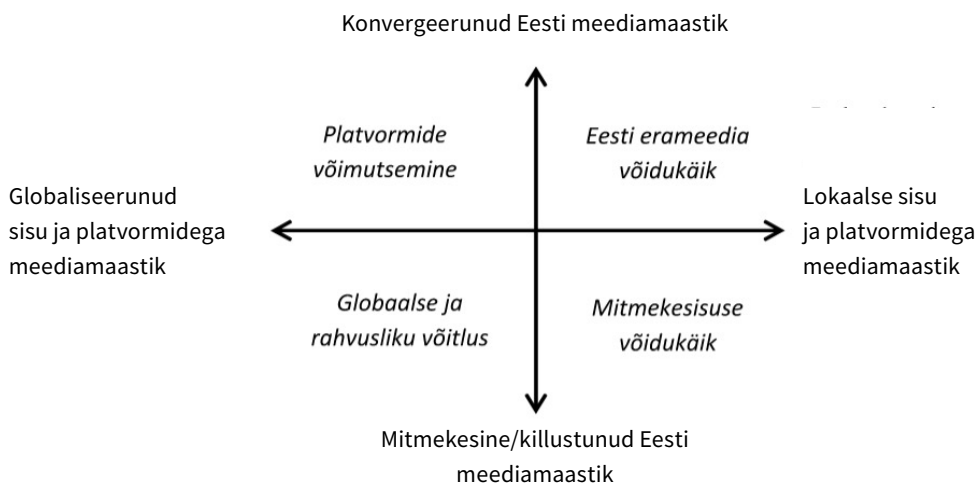 Konvergeerunud Eesti meediamaastik
Platvormide
võimutsemine
Eesti erameedia
võidukäik
Globaliseerunud
sisu ja platvormidega
meediamaastik
Lokaalse sisu
ja platvormidega
meediamaastik
Globaalse ja
rahvusliku võitlus
Mitmekesisuse
võidukäik
Mitmekesine/killustunud Eesti
meediamaastik